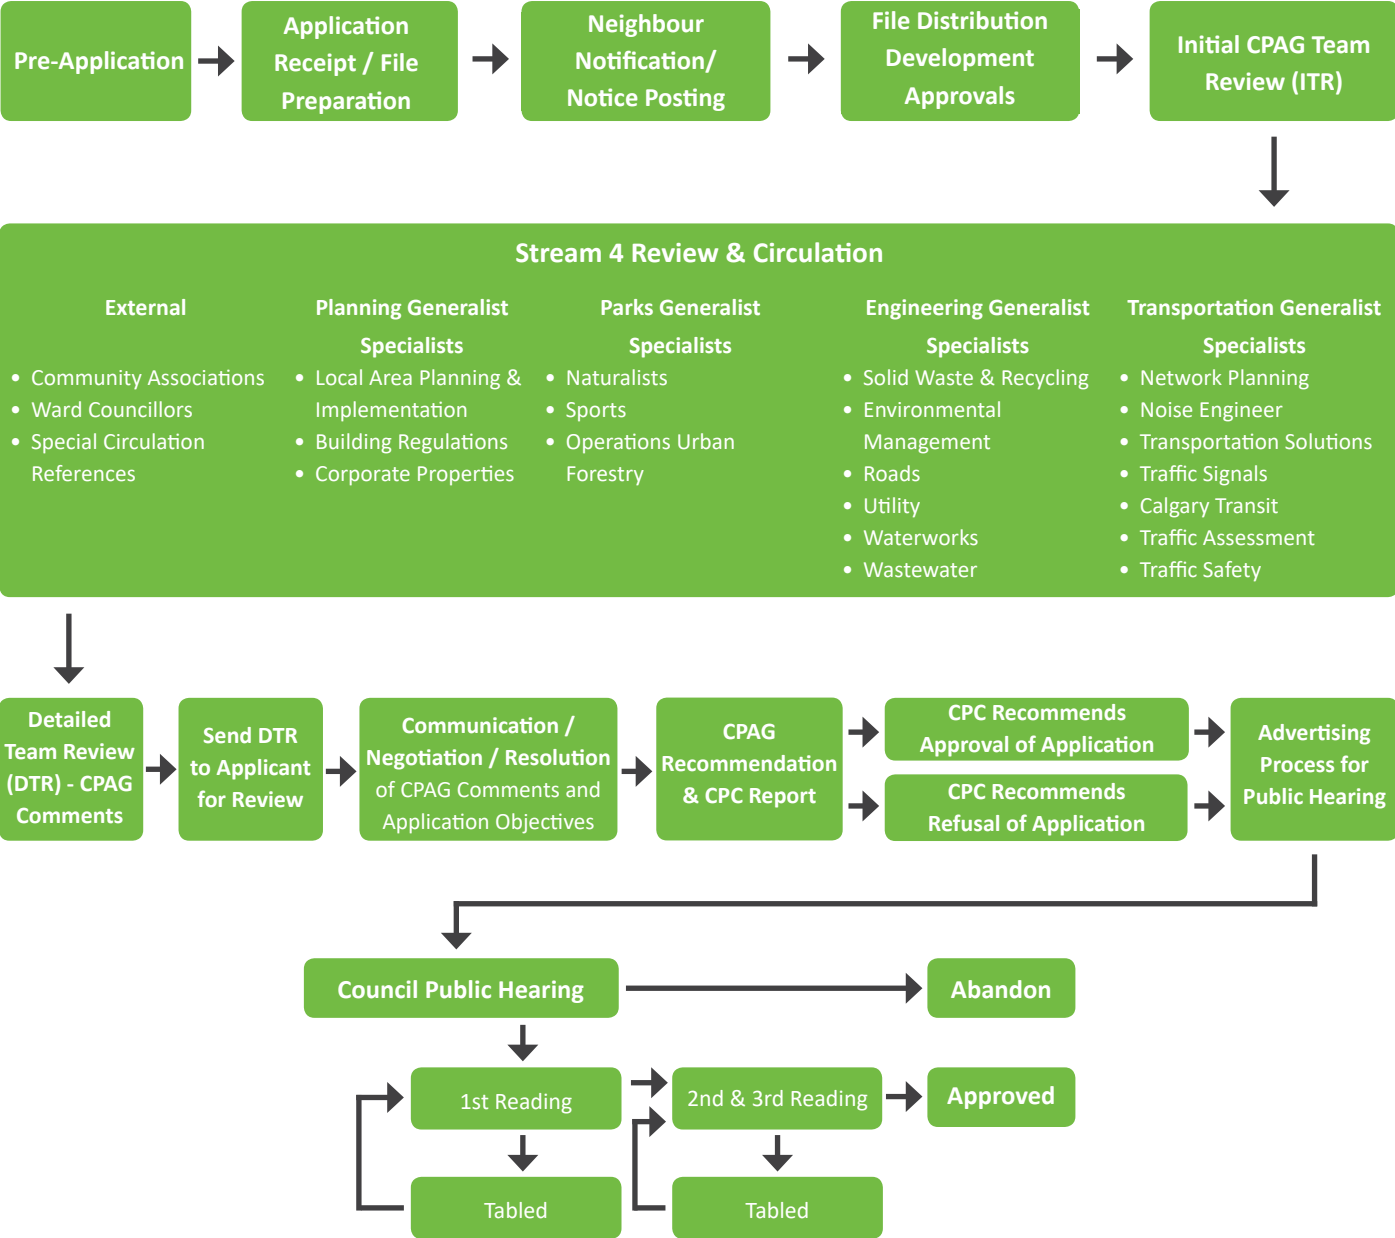 Pre-Application
Application
Receipt / File
Preparation
Neighbour
Notification/
Notice Posting
File Distribution
Development
Approvals
Initial CPAG Team
Review (ITR)
Stream 4 Review & Circulation
External
• Community Associations
• Ward Councillors
• Special Circulation
References
Planning Generalist
Specialists
• Local Area Planning &
Implementation
• Building Regulations
• Corporate Properties
Parks Generalist
Specialists
• Naturalists
• Sports
• Operations Urban
Forestry
Engineering Generalist
Specialists
• Solid Waste & Recycling
• Environmental
Management
• Roads
• Utility
• Waterworks
• Wastewater
Transportation Generalist
Specialists
• Network Planning
• Noise Engineer
• Transportation Solutions
• Traffic Signals
• Calgary Transit
• Traffic Assessment
• Traffic Safety
Detailed
Team Review
(DTR) - CPAG
Comments
Send DTR
to Applicant
for Review
Communication /
Negotiation / Resolution
of CPAG Comments and
Application Objectives
CPAG
Recommendation
& CPC Report
CPC Recommends
Approval of Application
CPC Recommends
Refusal of Application
Advertising
Process for
Public Hearing
Council Public Hearing
Abandon
1st Reading
2nd & 3rd Reading
Approved
Tabled
Tabled